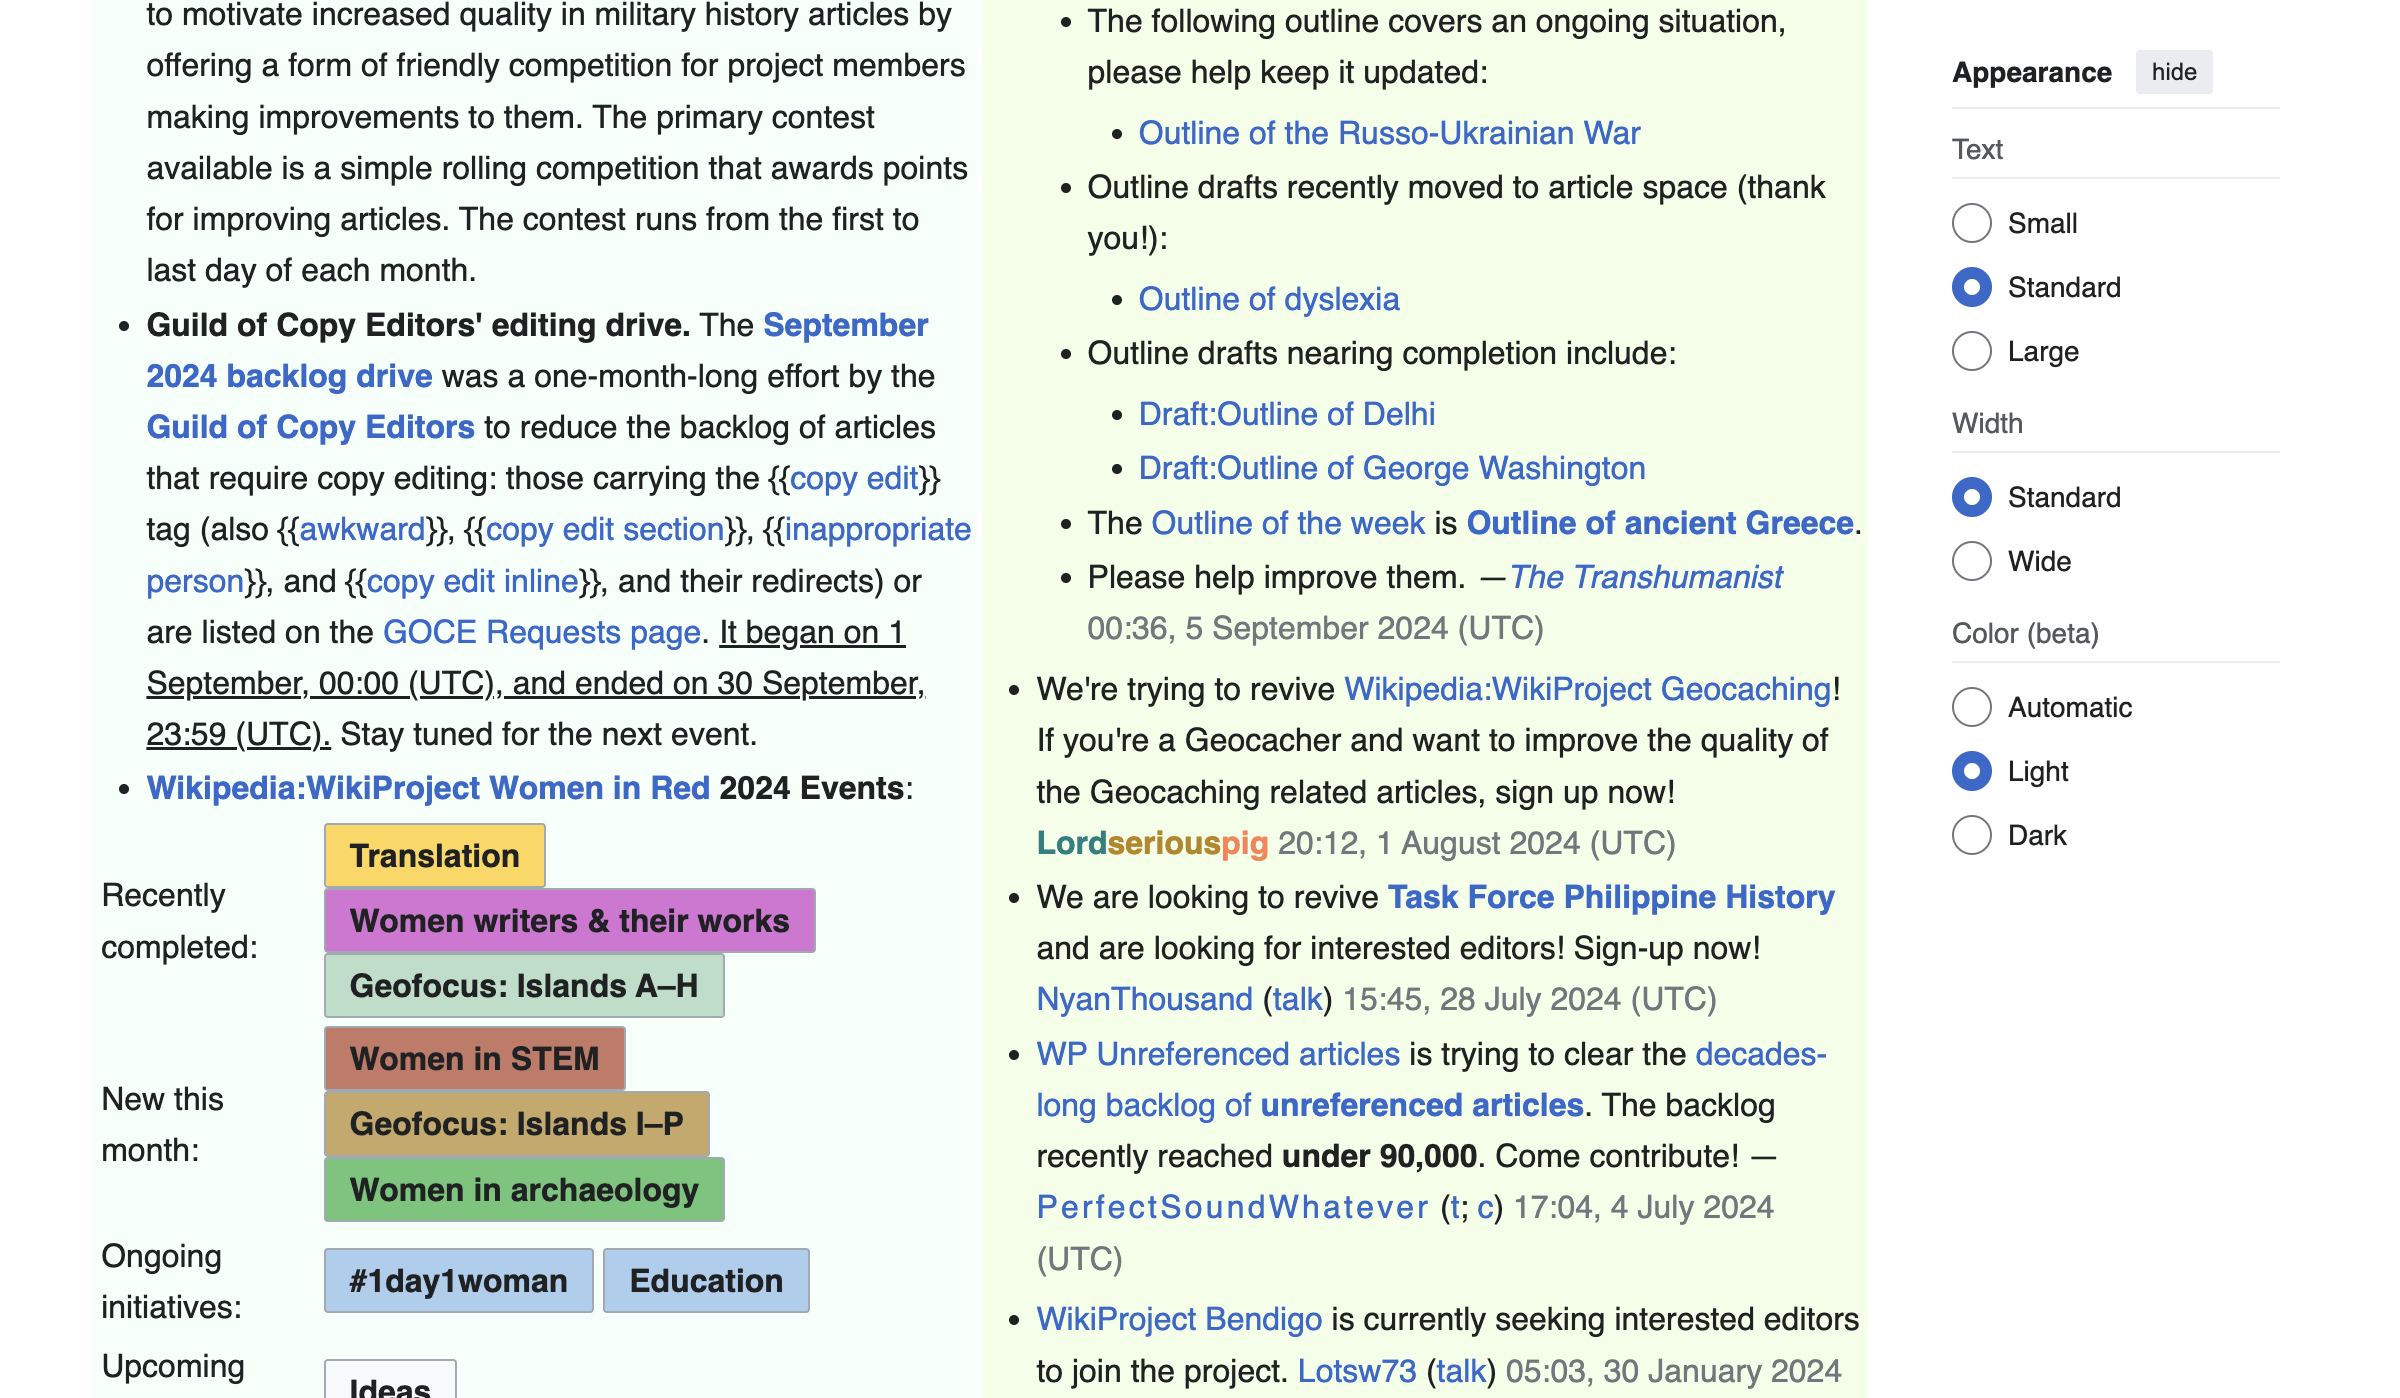 to motivate increased quality in military history articles by
offering a form of friendly competition for project members
making improvements to them. The primary contest
available is a simple rolling competition that awards points
for improving articles. The contest runs from the first to
last day of each month.
• Guild of Copy Editors' editing drive. The September
2024 backlog drive was a one-month-long effort by the
Guild of Copy Editors to reduce the backlog of articles
that require copy editing: those carrying the {{copy edit}}
tag (also {{awkward}}, {{copy edit section}}, {{inappropriate
person}}, and {{copy edit inline}}, and their redirects) or
are listed on the GOCE Requests page. It began on 1
September, 00:00 (UTC), and ended on 30 September,
23:59 (UTC). Stay tuned for the next event.
• Wikipedia:WikiProject Women in Red 2024 Events:
Recently
completed:
Translation
Women writers & their works
Geofocus: Islands A–H
New this
month:
Women in STEM
Geofocus: Islands I–P
Women in archaeology
Ongoing
initiatives:
#1day1woman
Education
Upcoming
Ideas
• The following outline covers an ongoing situation,
please help keep it updated:
• Outline of the Russo-Ukrainian War
• Outline drafts recently moved to article space (thank
you!):
• Outline of dyslexia
• Outline drafts nearing completion include:
• Draft:Outline of Delhi
• Draft:Outline of George Washington
• The Outline of the week is Outline of ancient Greece.
• Please help improve them. —The Transhumanist
00:36, 5 September 2024 (UTC)
• We're trying to revive Wikipedia:WikiProject Geocaching!
If you're a Geocacher and want to improve the quality of
the Geocaching related articles, sign up now!
Lordseriouspig 20:12, 1 August 2024 (UTC)
• We are looking to revive Task Force Philippine History
and are looking for interested editors! Sign-up now!
NyanThousand (talk) 15:45, 28 July 2024 (UTC)
• WP Unreferenced articles is trying to clear the decades-
long backlog of unreferenced articles. The backlog
recently reached under 90,000. Come contribute! —
PerfectSoundWhatever (t; c) 17:04, 4 July 2024
(UTC)
• WikiProject Bendigo is currently seeking interested editors
to join the project. Lotsw73 (talk) 05:03, 30 January 2024
Appearance hide
Text
Small
Standard
Large
Width
Standard
Wide
Color (beta)
Automatic
Light
Dark